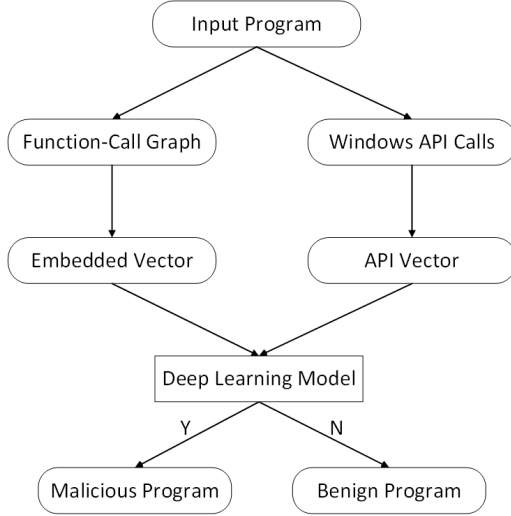 Input Program
Function-Call Graph
Windows API Calls
Embedded Vector
API Vector
Deep Learning Model
Y
N
Malicious Program
Benign Program